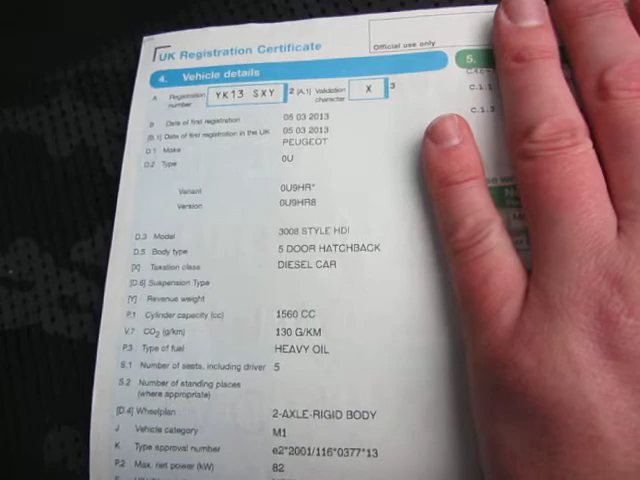 UK Registration Certificate
Official use only
4. Vehicle details
5.
A Registration number YK13 SXY 2 [A.1] Validation character X 3
B Date of first registration 05 03 2013
[B.1] Date of first registration in the UK 05 03 2013
D.1 Make PEUGEOT
D.2 Type 0U
Variant 0U9HR*
Version 0U9HR8
D.3 Model 3008 STYLE HDI
D.5 Body type 5 DOOR HATCHBACK
[X] Taxation class DIESEL CAR
[D.6] Suspension Type
[Y] Revenue weight
P.1 Cylinder capacity (cc) 1560 CC
V.7 CO2 (g/km) 130 G/KM
P.3 Type of fuel HEAVY OIL
S.1 Number of seats, including driver 5
S.2 Number of standing places
(where appropriate)
[D.4] Wheelplan 2-AXLE-RIGID BODY
J Vehicle category M1
K Type approval number e2*2001/116*0377*13
P.2 Max. net power (kW) 82
C.1.1
C.1.3